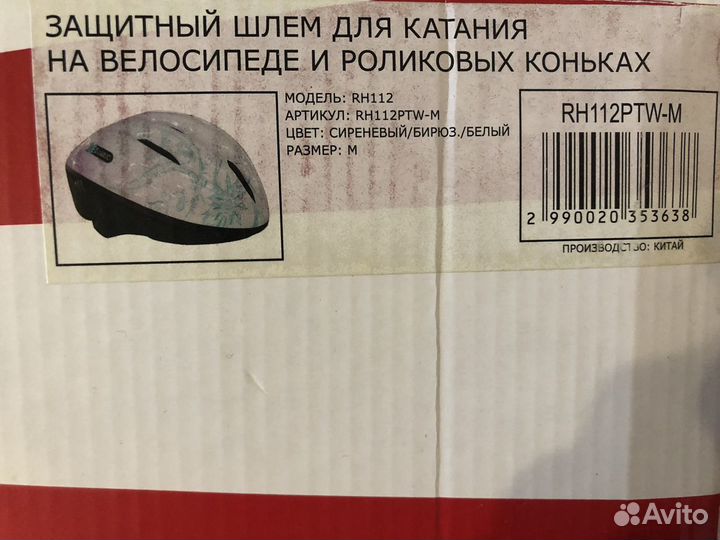 ЗАЩИТНЫЙ ШЛЕМ ДЛЯ КАТАНИЯ
НА ВЕЛОСИПЕДЕ И РОЛИКОВЫХ КОНЬКАХ
МОДЕЛЬ: RH112
АРТИКУЛ: RH112PTW-M
ЦВЕТ: СИРЕНЕВЫЙ/БИРЮЗ./БЕЛЫЙ
РАЗМЕР: M
RH112PTW-M
2 990020 353638
ПРОИЗВОДСТВО: КИТАЙ
Avito